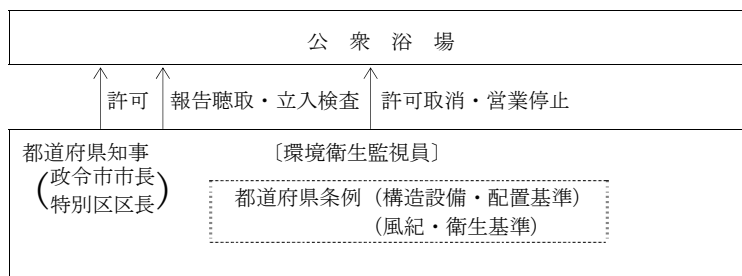 公衆浴場
許可 報告聴取・立入検査 許可取消・営業停止
都道府県知事 〔環境衛生監視員〕
(政令市市長
特別区区長)
都道府県条例(構造設備・配置基準)
(風紀・衛生基準)